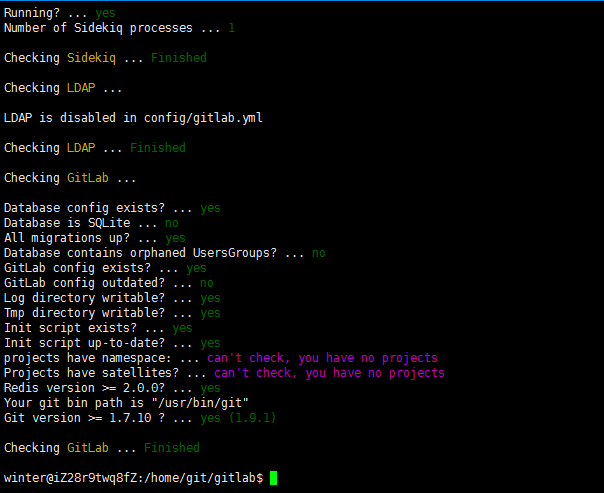 Running? ... yes
Number of Sidekiq processes ... 1
Checking Sidekiq ... Finished
Checking LDAP ...
LDAP is disabled in config/gitlab.yml
Checking LDAP ... Finished
Checking GitLab ...
Database config exists? ... yes
Database is SQLite ... no
All migrations up? ... yes
Database contains orphaned UsersGroups? ... no
GitLab config exists? ... yes
GitLab config outdated? ... no
Log directory writable? ... yes
Tmp directory writable? ... yes
Init script exists? ... yes
Init script up-to-date? ... yes
projects have namespace: ... can't check, you have no projects
Projects have satellites? ... can't check, you have no projects
Redis version >= 2.0.0? ... yes
Your git bin path is "/usr/bin/git"
Git version >= 1.7.10 ? ... yes (1.9.1)
Checking GitLab ... Finished
winter@iZ28r9twq8fZ:/home/git/gitlab$